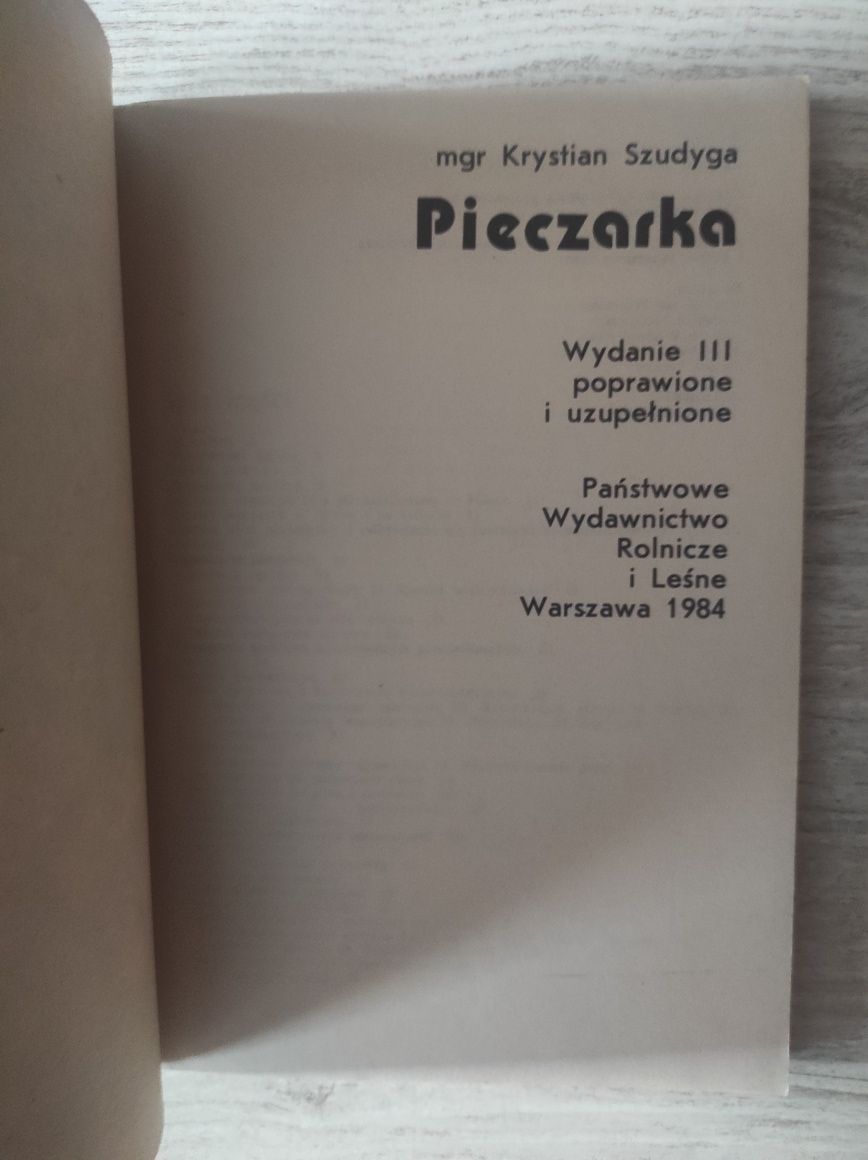 mgr Krystian Szudyga
Pieczarka
Wydanie III
poprawione
i uzupełnione
Państwowe
Wydawnictwo
Rolnicze
i Leśne
Warszawa 1984